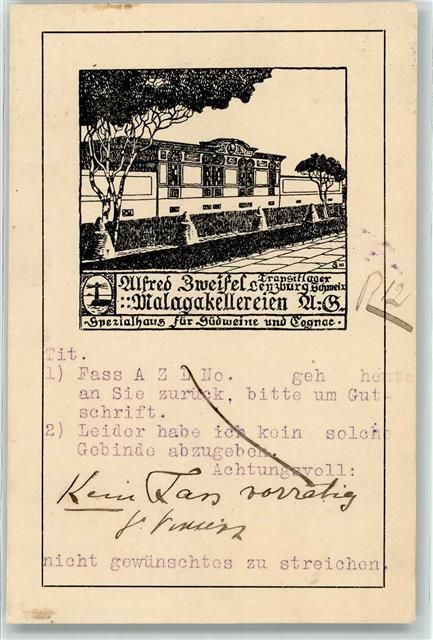 Alfred Zweifel Transitlager
Lenzburg Schweiz
::Malagakellereien A:G.
Spezialhaus für Südweine und Cognac.
R12
Tit.
1) Fass A Z L No. geh heute
an Sie zurück, bitte um Gut-
schrift.
2) Leider habe ich kein solche
Gebinde abzugeben.
Achtungsvoll:
Kein Fass vorrätig
nicht gewünschtes zu streichen.